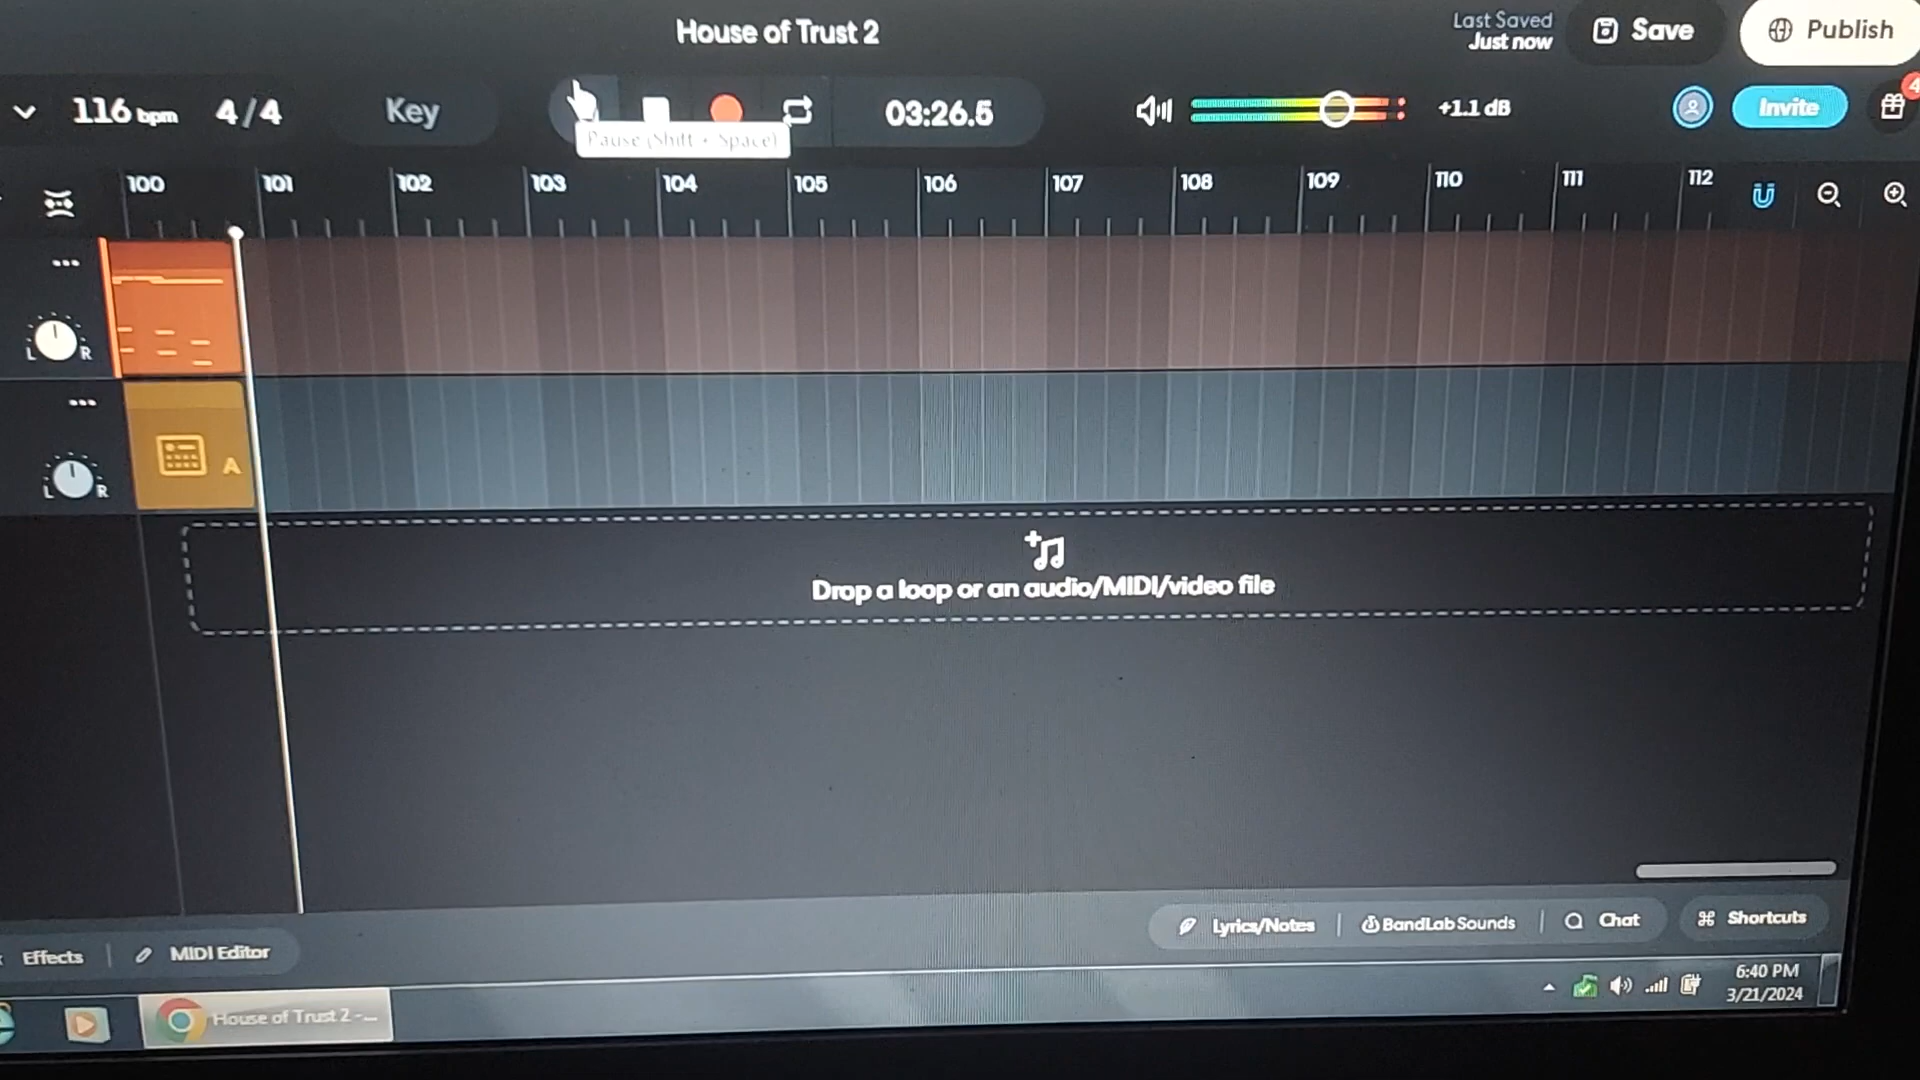 House of Trust 2
Last Saved
Just now
Save
Publish
116 bpm
4/4
Key
03:26.5
+1.1 dB
Invite
4
Pause (Shift + Space)
100 101 102 103 104 105 106 107 108 109 110 111 112
L R
A
L R
Drop a loop or an audio/MIDI/video file
Lyrics/Notes
BandLab Sounds
Chat
Shortcuts
Effects
MIDI Editor
House of Trust 2 -...
6:40 PM
3/21/2024